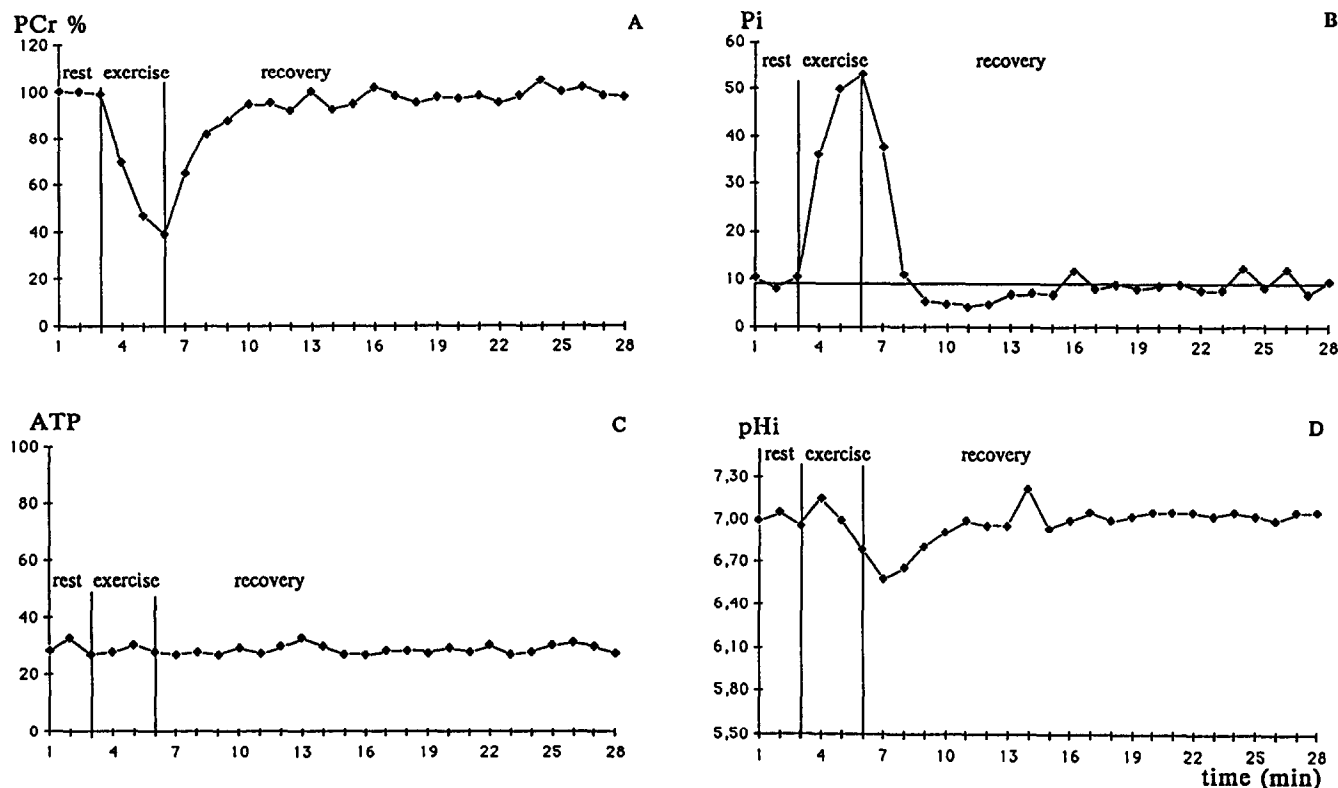 PCr %
A
120
rest exercise recovery
100
80
60
40
20
0
1 4 7 10 13 16 19 22 25 28
Pi
B
60
rest exercise recovery
50
40
30
20
10
0
1 4 7 10 13 16 19 22 25 28
ATP
C
100
80
60
rest exercise recovery
40
20
0
1 4 7 10 13 16 19 22 25 28
pHi
D
rest exercise recovery
7,30
7,00
6,70
6,40
6,10
5,80
5,50
1 4 7 10 13 16 19 22 25 28
time (min)